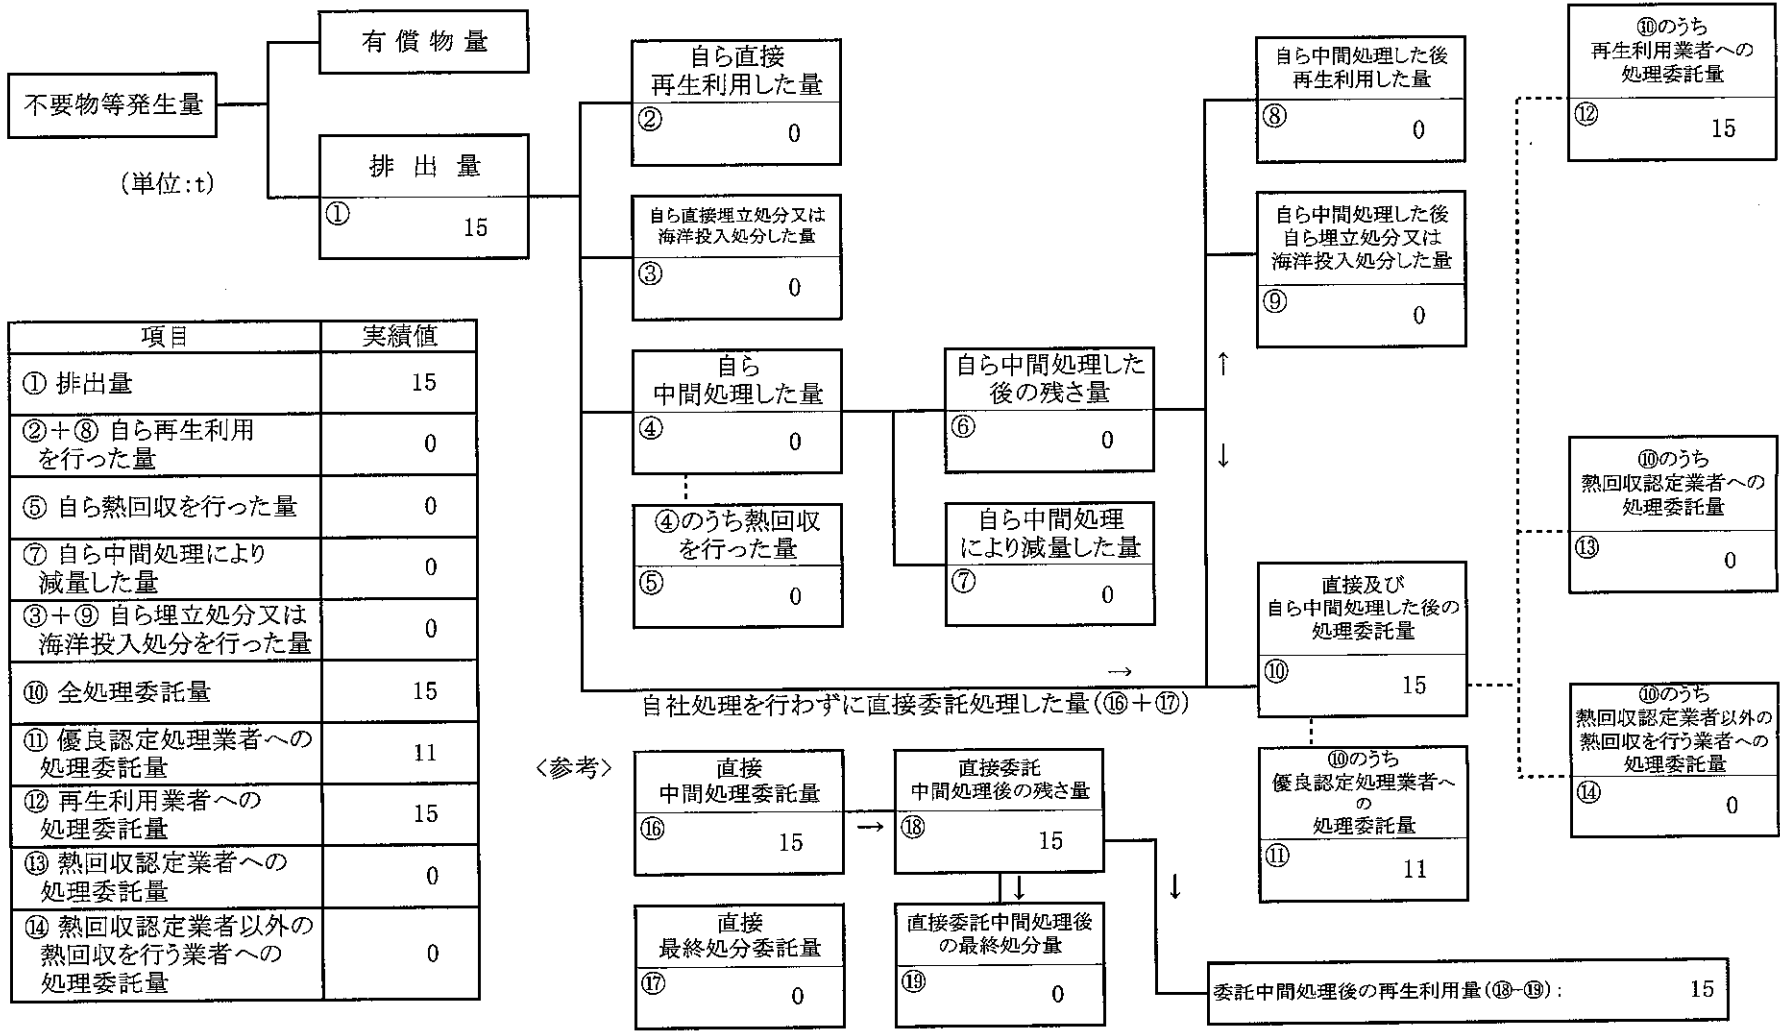 不要物等発生量
(単位:t)
有償物量
排出量
①
15
自ら直接
再生利用した量
②
0
自ら直接埋立処分又は
海洋投入処分した量
③
0
自ら
中間処理した量
④
0
④のうち熱回収
を行った量
⑤
0
自ら中間処理した
後の残さ量
⑥
0
自ら中間処理
により減量した量
⑦
0
↑
↓
自ら中間処理した後
再生利用した量
⑧
0
自ら中間処理した後
自ら埋立処分又は
海洋投入処分した量
⑨
0
直接及び
自ら中間処理した後の
処理委託量
⑩
15
→
自社処理を行わずに直接委託処理した量(⑯+⑰)
⑩のうち
優良認定処理業者へ
の
処理委託量
⑪
11
⑩のうち
再生利用業者への
処理委託量
⑫
15
⑩のうち
熱回収認定業者への
処理委託量
⑬
0
⑩のうち
熱回収認定業者以外の
熱回収を行う業者への
処理委託量
⑭
0
項目 実績値
① 排出量 15
②+⑧ 自ら再生利用
を行った量 0
⑤ 自ら熱回収を行った量 0
⑦ 自ら中間処理により
減量した量 0
③+⑨ 自ら埋立処分又は
海洋投入処分を行った量 0
⑩ 全処理委託量 15
⑪ 優良認定処理業者への
処理委託量 11
⑫ 再生利用業者への
処理委託量 15
⑬ 熱回収認定業者への
処理委託量 0
⑭ 熱回収認定業者以外の
熱回収を行う業者への
処理委託量 0
〈参考〉
直接
中間処理委託量
⑯
15
→
直接委託
中間処理後の残さ量
⑱
15
↓
↓
直接
最終処分委託量
⑰
0
直接委託中間処理後
の最終処分量
⑲
0
委託中間処理後の再生利用量(⑱-⑲): 15